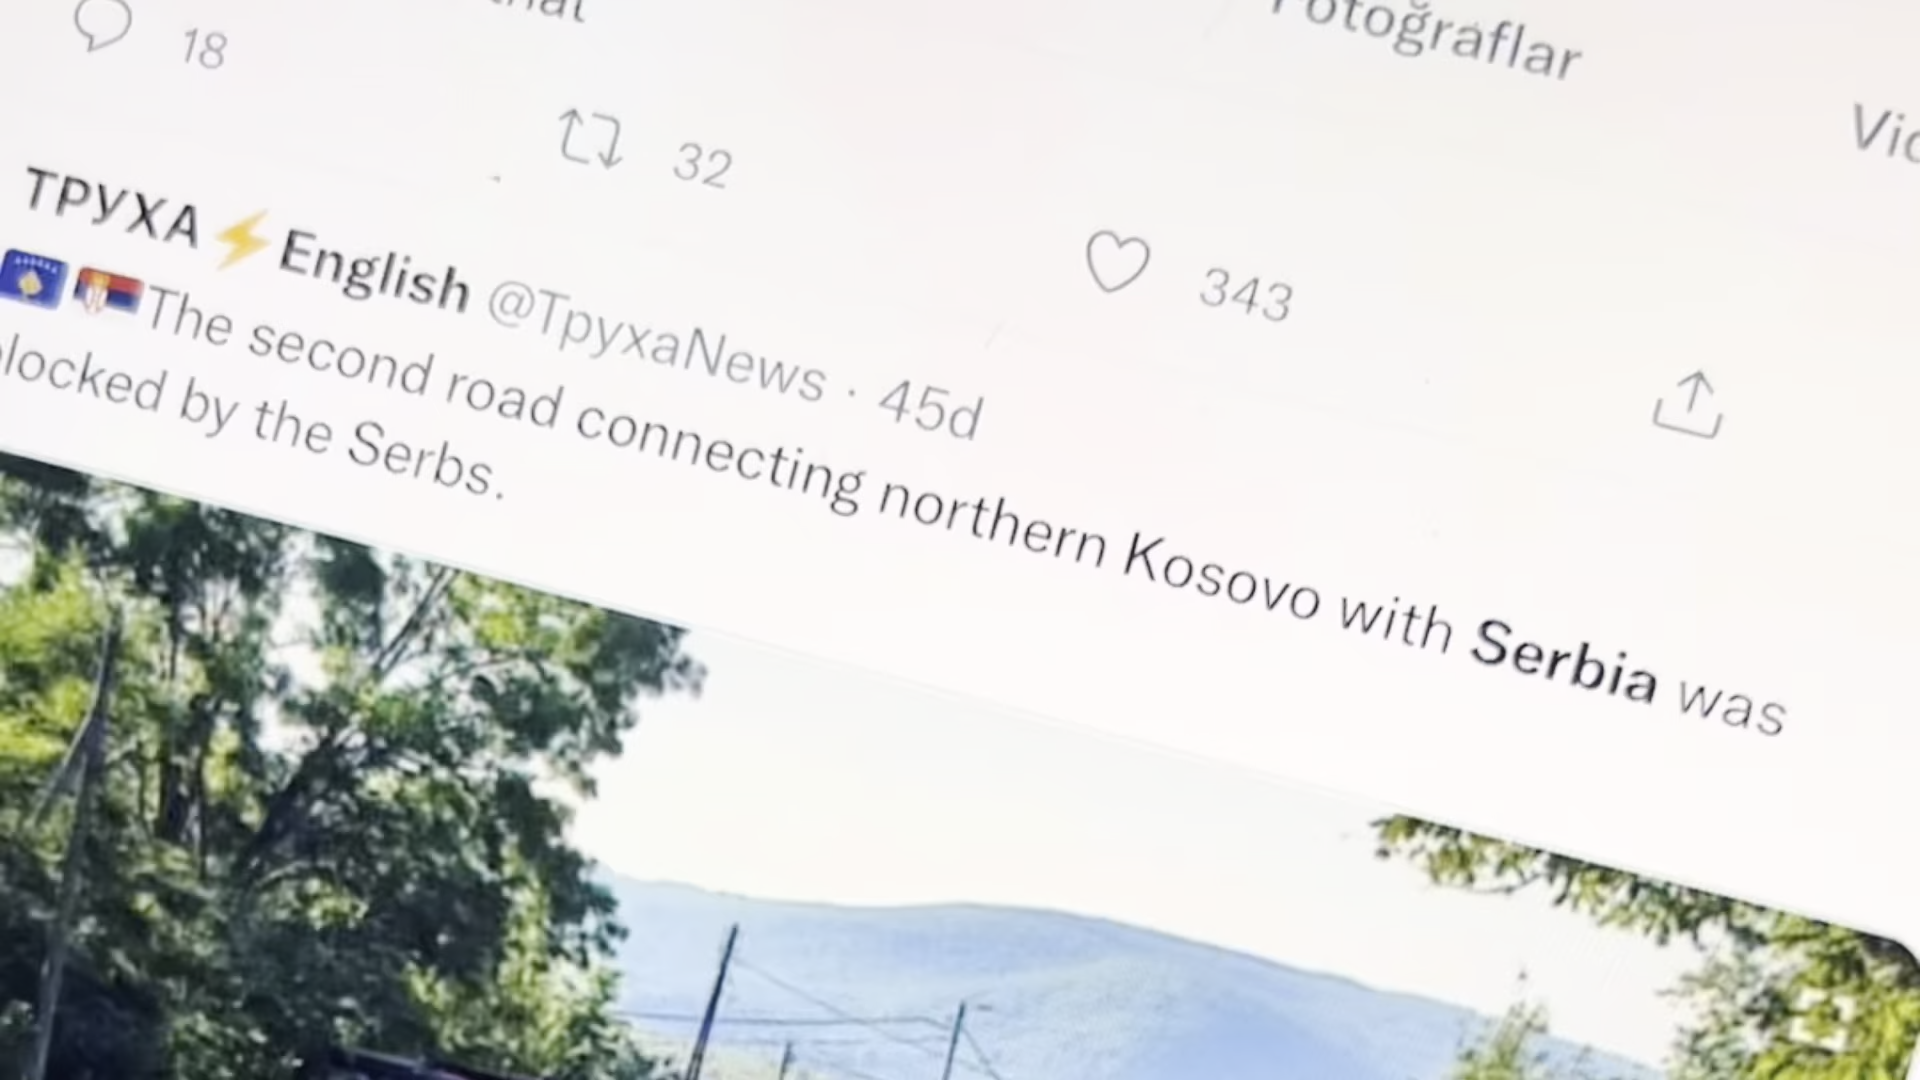 Fotoğraflar
18
32
343
ТРУХА⚡English @TpyxaNews · 45d
The second road connecting northern Kosovo with Serbia was
blocked by the Serbs.